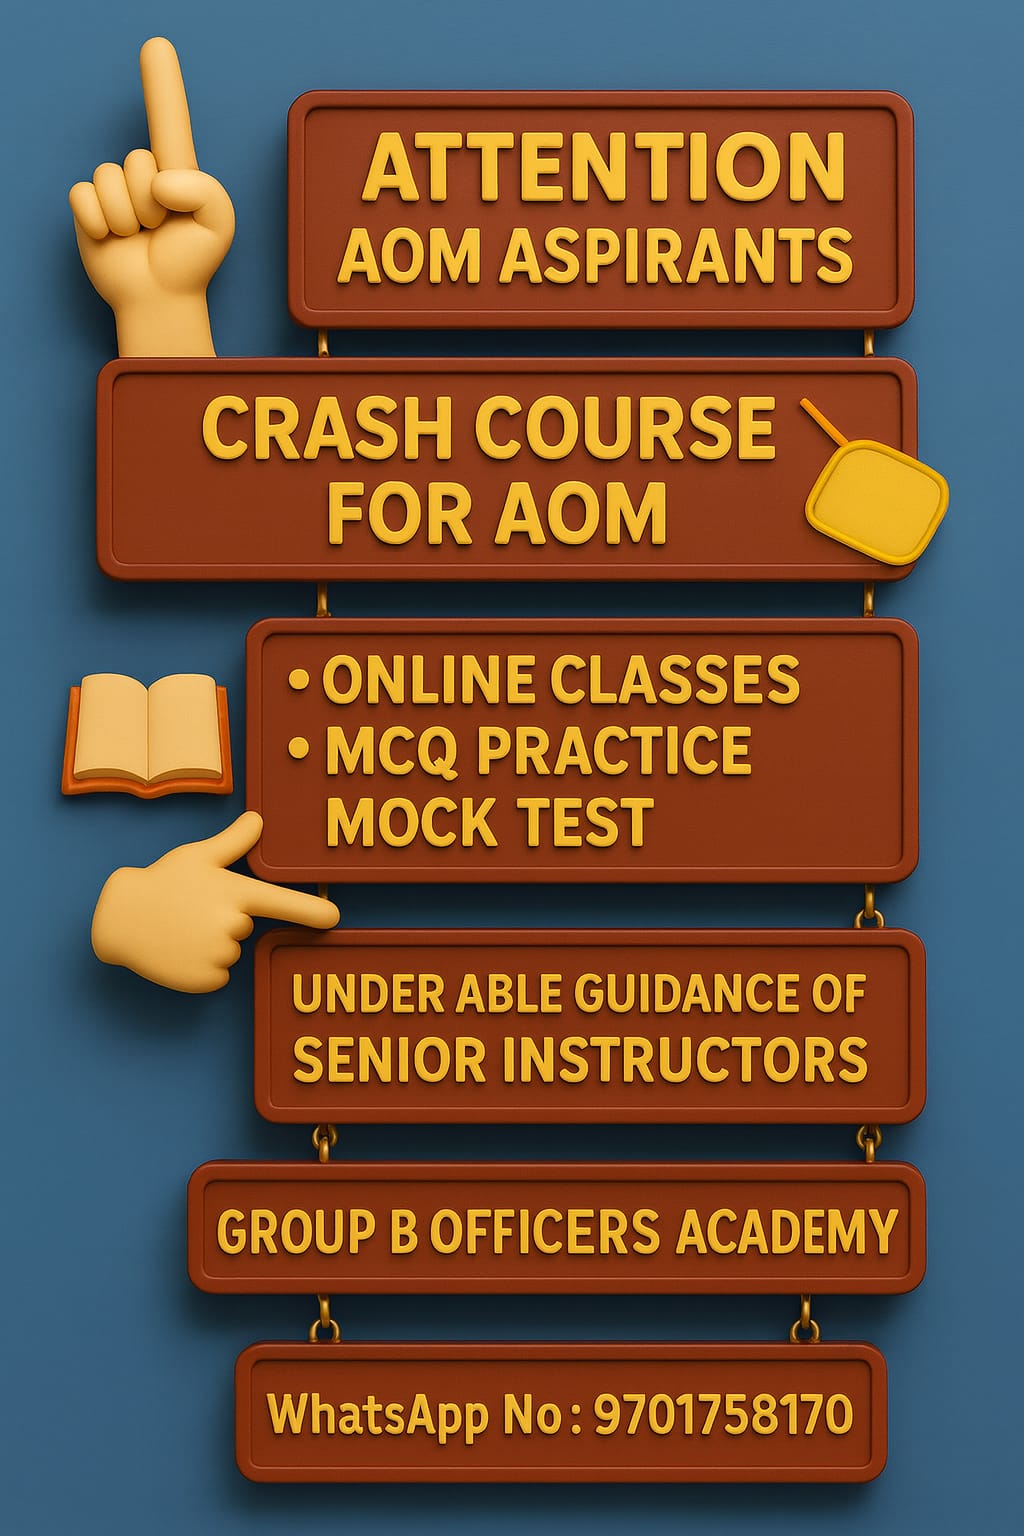 ATTENTION
AOM ASPIRANTS
CRASH COURSE
FOR AOM
• ONLINE CLASSES
• MCQ PRACTICE
MOCK TEST
UNDER ABLE GUIDANCE OF
SENIOR INSTRUCTORS
GROUP B OFFICERS ACADEMY
WhatsApp No: 9701758170